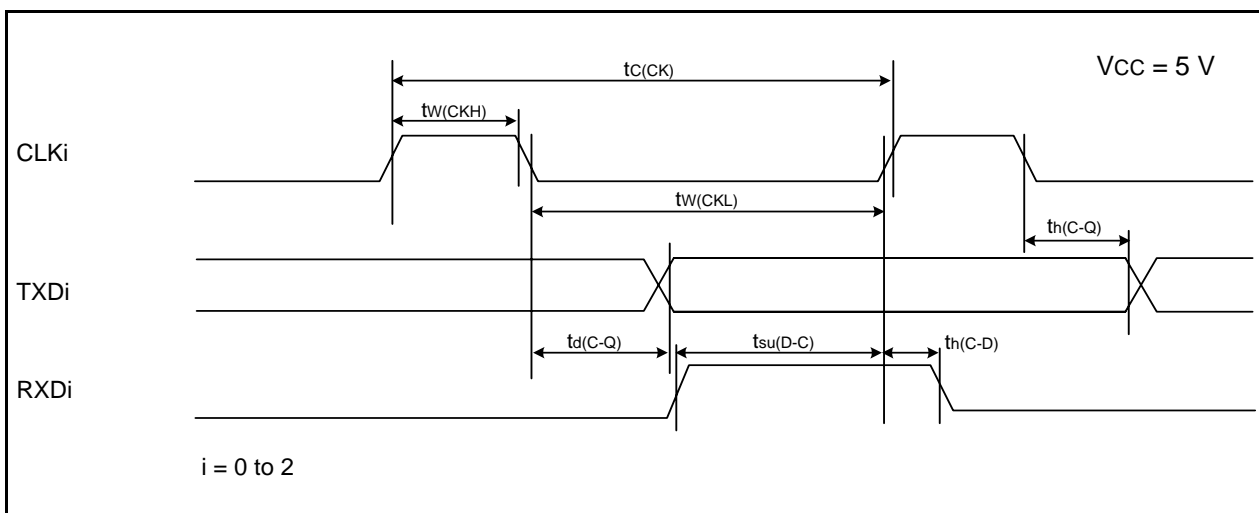 tC(CK)
VCC = 5 V
tW(CKH)
CLKi
tW(CKL)
th(C-Q)
TXDi
td(C-Q)
tsu(D-C)
th(C-D)
RXDi
i = 0 to 2